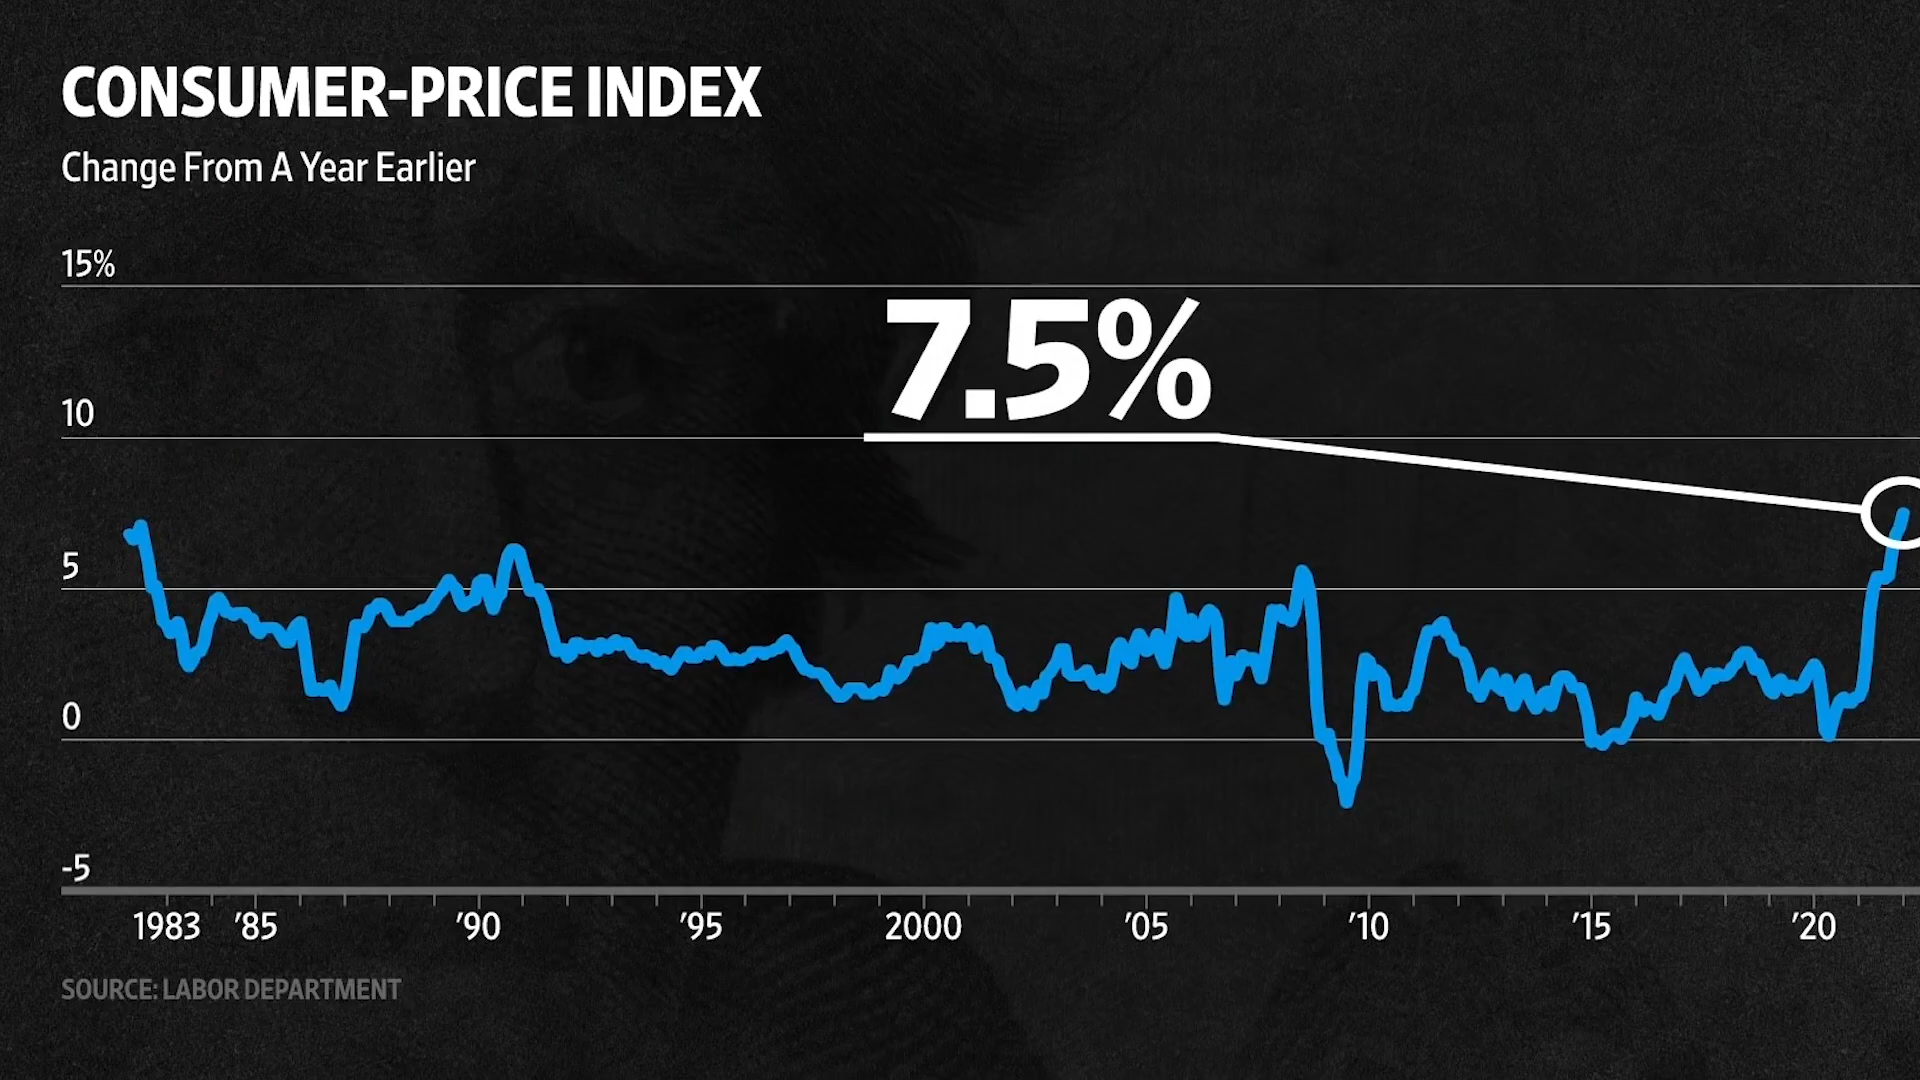 CONSUMER-PRICE INDEX
Change From A Year Earlier
15%
7.5%
10
5
0
-5
1983 '85 '90 '95 2000 '05 '10 '15 '20
SOURCE: LABOR DEPARTMENT